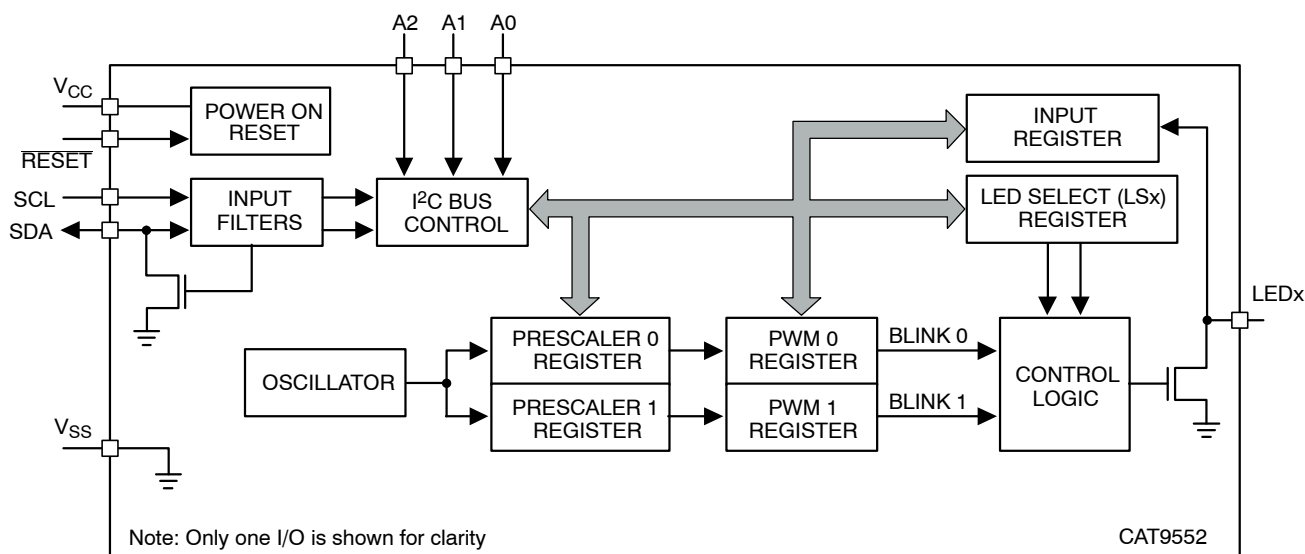 A2
A1
A0
VCC
RESET
POWER ON
RESET
INPUT
REGISTER
SCL
SDA
INPUT
FILTERS
I²C BUS
CONTROL
LED SELECT (LSx)
REGISTER
LEDx
OSCILLATOR
PRESCALER 0
REGISTER
PWM 0
REGISTER
BLINK 0
PRESCALER 1
REGISTER
PWM 1
REGISTER
BLINK 1
CONTROL
LOGIC
VSS
Note: Only one I/O is shown for clarity
CAT9552